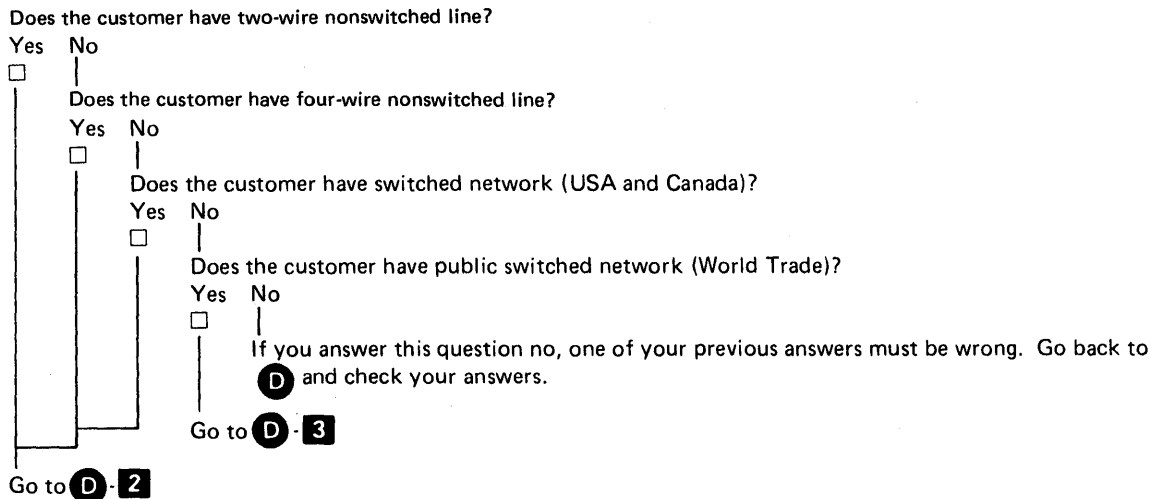 Does the customer have two-wire nonswitched line?
Yes No
Does the customer have four-wire nonswitched line?
Yes No
Does the customer have switched network (USA and Canada)?
Yes No
Does the customer have public switched network (World Trade)?
Yes No
If you answer this question no, one of your previous answers must be wrong. Go back to
D and check your answers.
Go to D - 3
Go to D - 2